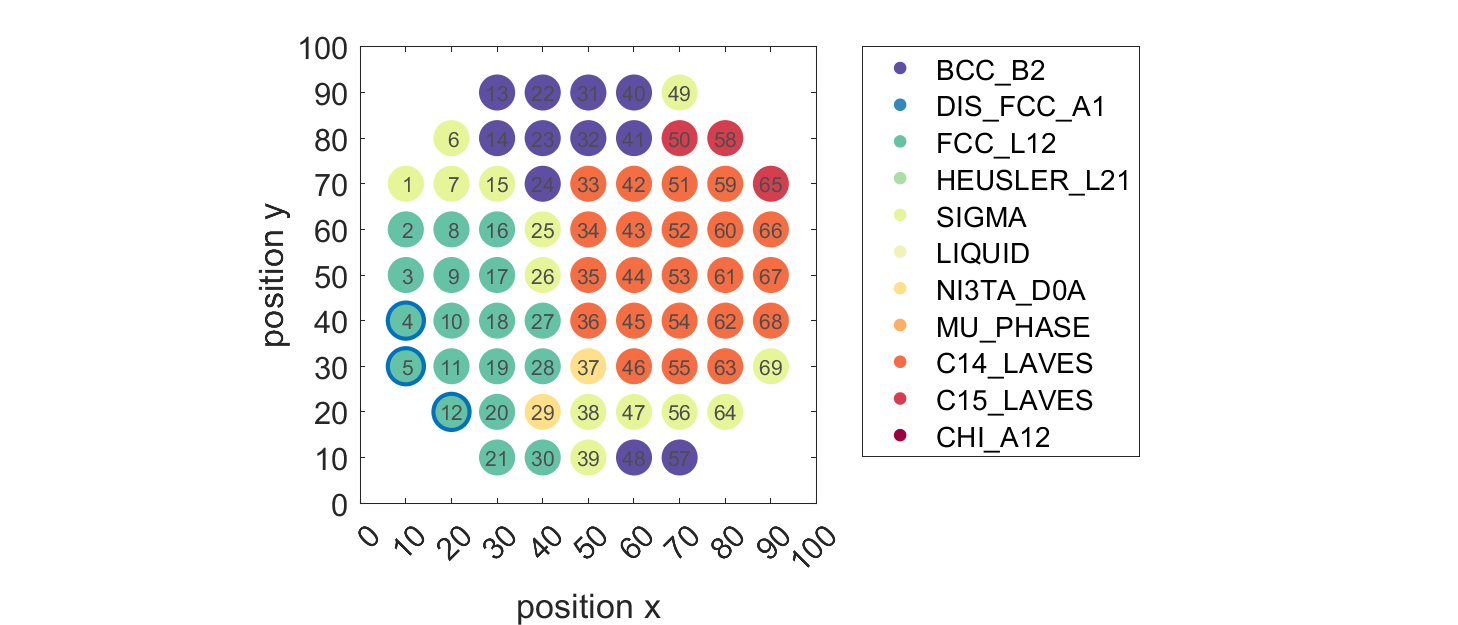 100
90
80
70
60
50
40
30
20
10
0
position y
13 22 31 40 49
6 14 23 32 41 50 58
1 7 15 24 33 42 51 59 65
2 8 16 25 34 43 52 60 66
3 9 17 26 35 44 53 61 67
4 10 18 27 36 45 54 62 68
5 11 19 28 37 46 55 63 69
12 20 29 38 47 56 64
21 30 39 48 57
0 10 20 30 40 50 60 70 80 90 100
position x
BCC_B2
DIS_FCC_A1
FCC_L12
HEUSLER_L21
SIGMA
LIQUID
NI3TA_D0A
MU_PHASE
C14_LAVES
C15_LAVES
CHI_A12